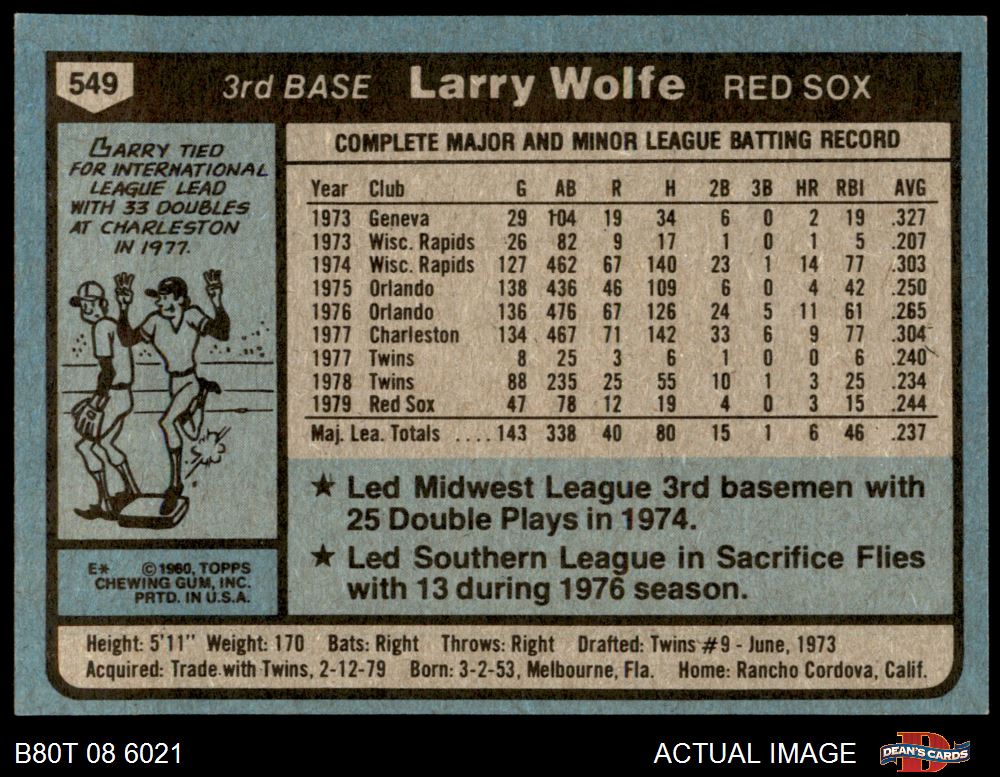 549
3rd BASE Larry Wolfe RED SOX
LARRY TIED
FOR INTERNATIONAL
LEAGUE LEAD
WITH 33 DOUBLES
AT CHARLESTON
IN 1977.
COMPLETE MAJOR AND MINOR LEAGUE BATTING RECORD
Year Club G AB R H 2B 3B HR RBI AVG
1973 Geneva 29 104 19 34 6 0 2 19 .327
1973 Wisc. Rapids 26 82 9 17 1 0 1 5 .207
1974 Wisc. Rapids 127 462 67 140 23 1 14 77 .303
1975 Orlando 138 436 46 109 6 0 4 42 .250
1976 Orlando 136 476 67 126 24 5 11 61 .265
1977 Charleston 134 467 71 142 33 6 9 77 .304
1977 Twins 8 25 3 6 1 0 0 6 .240
1978 Twins 88 235 25 55 10 1 3 25 .234
1979 Red Sox 47 78 12 19 4 0 3 15 .244
Maj. Lea. Totals .... 143 338 40 80 15 1 6 46 .237
★ Led Midwest League 3rd basemen with
25 Double Plays in 1974.
★ Led Southern League in Sacrifice Flies
with 13 during 1976 season.
E* © 1980, TOPPS
CHEWING GUM, INC.
PRTD. IN U.S.A.
Height: 5'11" Weight: 170 Bats: Right Throws: Right Drafted: Twins #9 - June, 1973
Acquired: Trade with Twins, 2-12-79 Born: 3-2-53, Melbourne, Fla. Home: Rancho Cordova, Calif.
B80T 08 6021 ACTUAL IMAGE DEAN'S CARDS